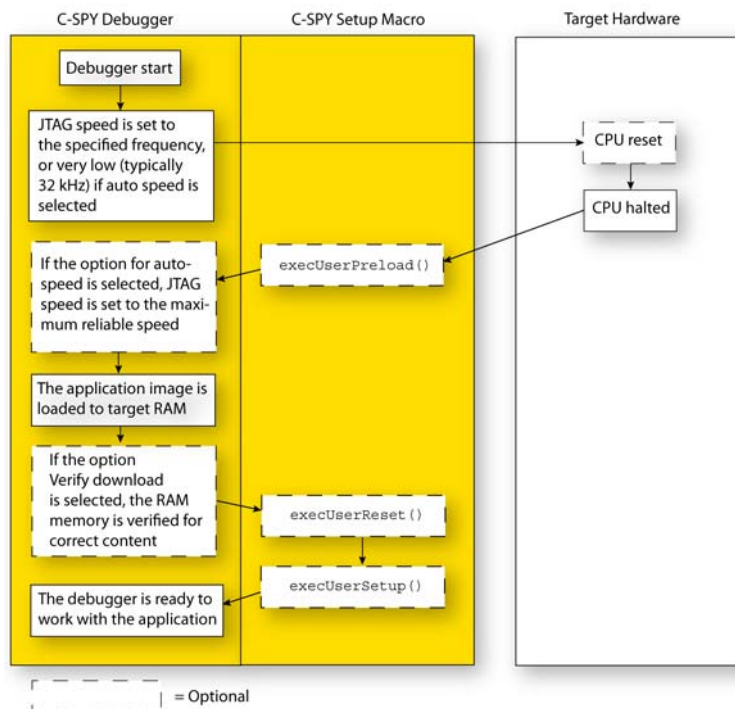 C-SPY Debugger
C-SPY Setup Macro
Target Hardware
Debugger start
JTAG speed is set to
the specified frequency,
or very low (typically
32 kHz) if auto speed is
selected
CPU reset
CPU halted
execUserPreload()
If the option for auto-
speed is selected, JTAG
speed is set to the maxi-
mum reliable speed
The application image is
loaded to target RAM
If the option
Verify download
is selected, the RAM
memory is verified for
correct content
execUserReset()
execUserSetup()
The debugger is ready to
work with the application
= Optional